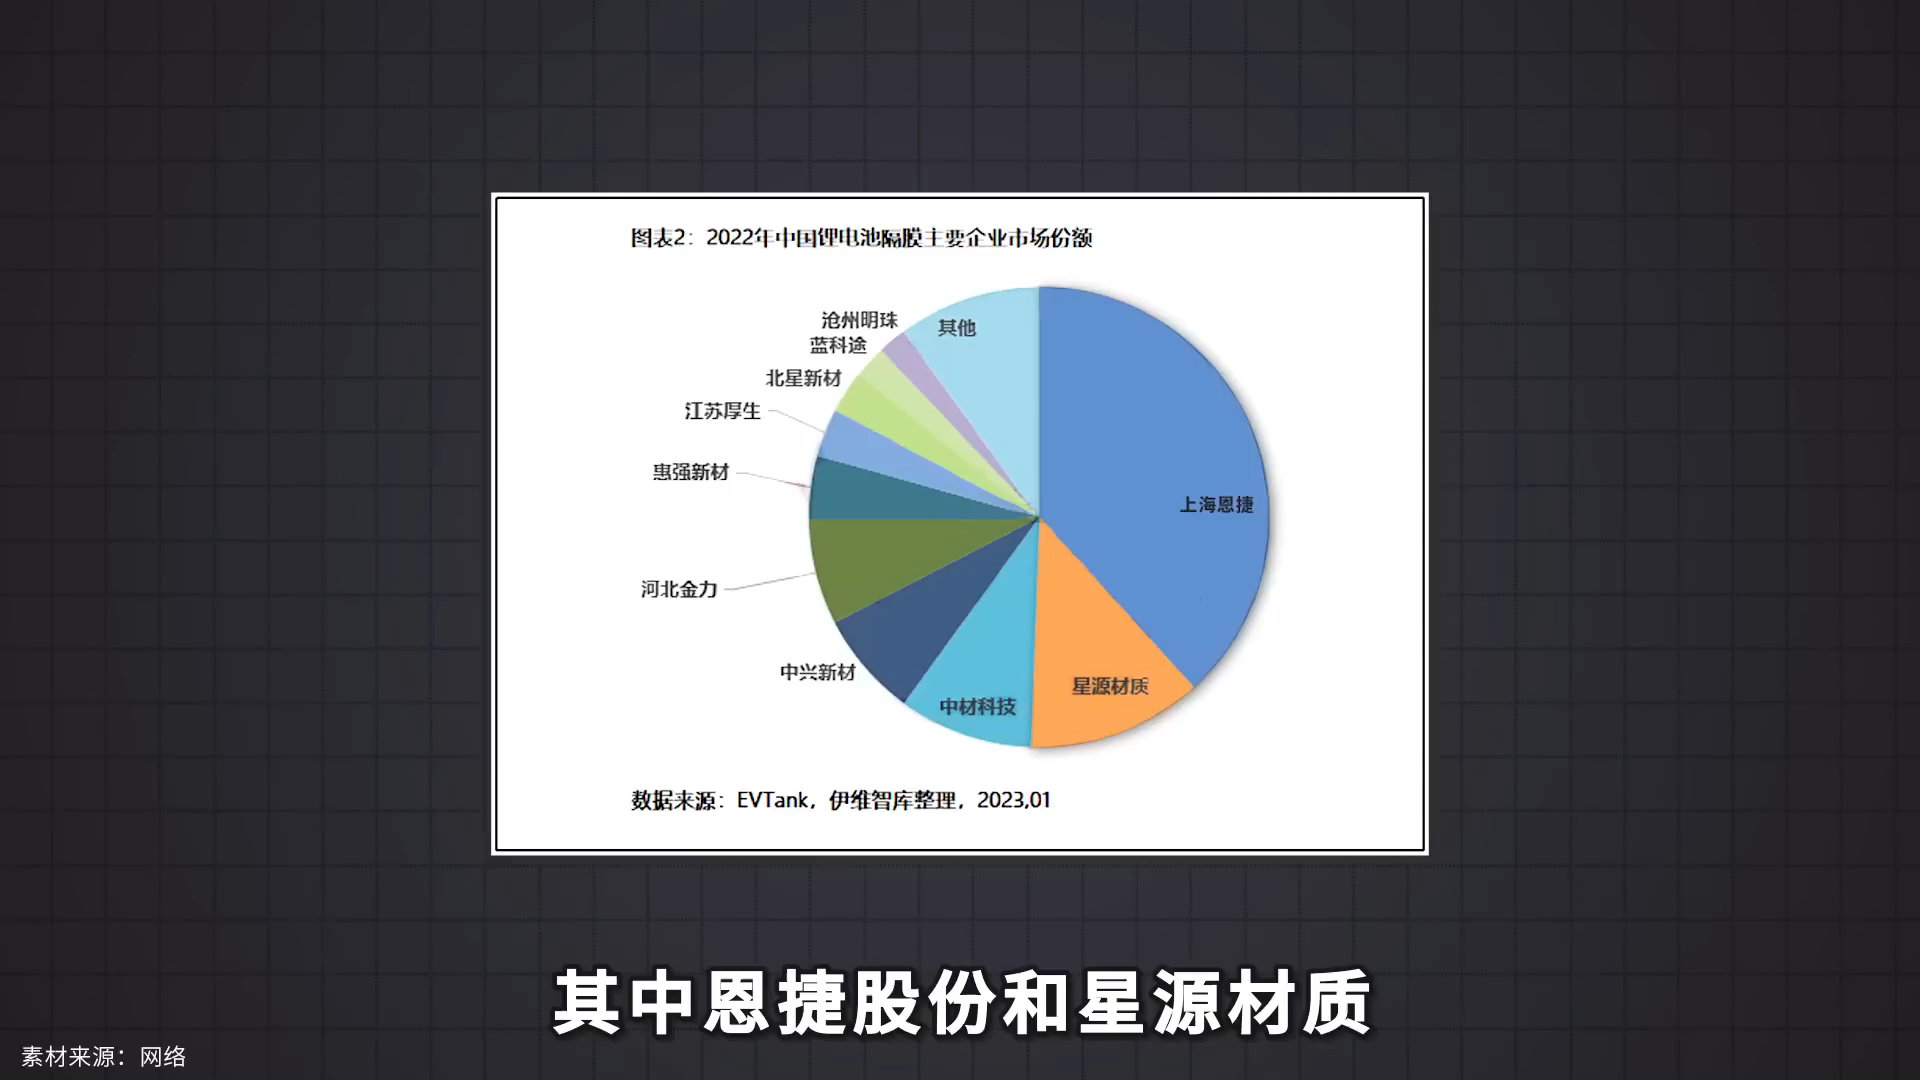 图表2：2022年中国锂电池隔膜主要企业市场份额
沧州明珠
其他
蓝科途
北星新材
江苏厚生
惠强新材
上海恩捷
河北金力
中兴新材
星源材质
中材科技
数据来源：EVTank，伊维智库整理，2023,01
其中恩捷股份和星源材质
素材来源：网络